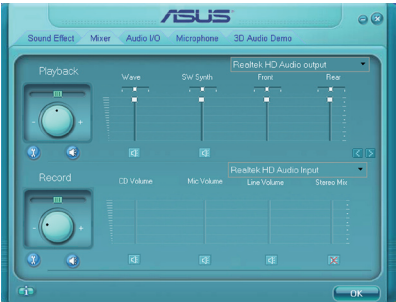 ASUS
Sound Effect Mixer Audio I/O Microphone 3D Audio Demo
Realtek HD Audio output
Playback
Wave SW Synth Front Rear
Realtek HD Audio Input
Record
CD Volume Mic Volume Line Volume Stereo Mix
OK